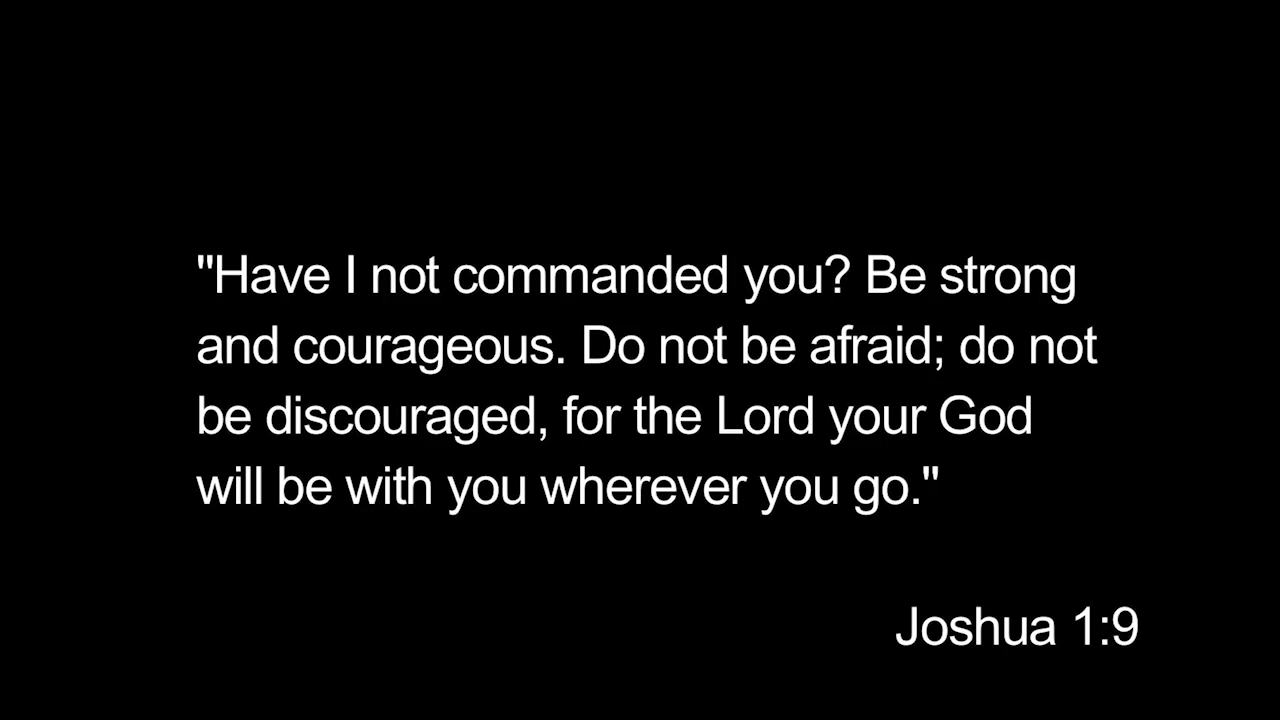 "Have I not commanded you? Be strong
and courageous. Do not be afraid; do not
be discouraged, for the Lord your God
will be with you wherever you go."
Joshua 1:9